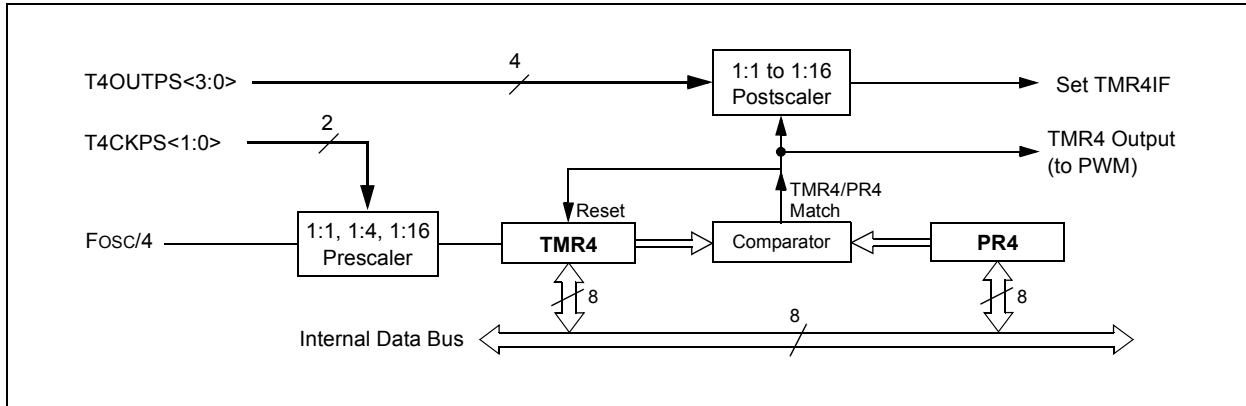 T4OUTPS<3:0>
4
1:1 to 1:16
Postscaler
Set TMR4IF
T4CKPS<1:0>
2
TMR4 Output
(to PWM)
TMR4/PR4
Match
Reset
FOSC/4
1:1, 1:4, 1:16
Prescaler
TMR4
Comparator
PR4
8
8
8
Internal Data Bus